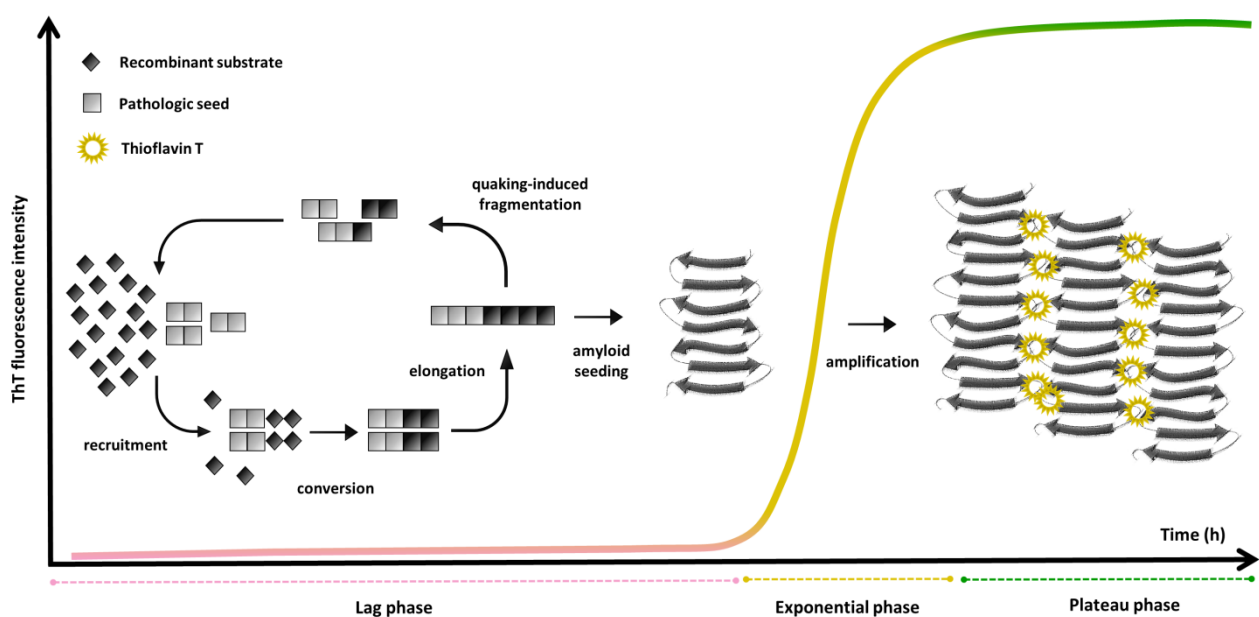 ThT fluorescence intensity
Recombinant substrate
Pathologic seed
Thioflavin T
quaking-induced
fragmentation
elongation
amyloid
seeding
amplification
recruitment
conversion
Time (h)
Lag phase
Exponential phase
Plateau phase